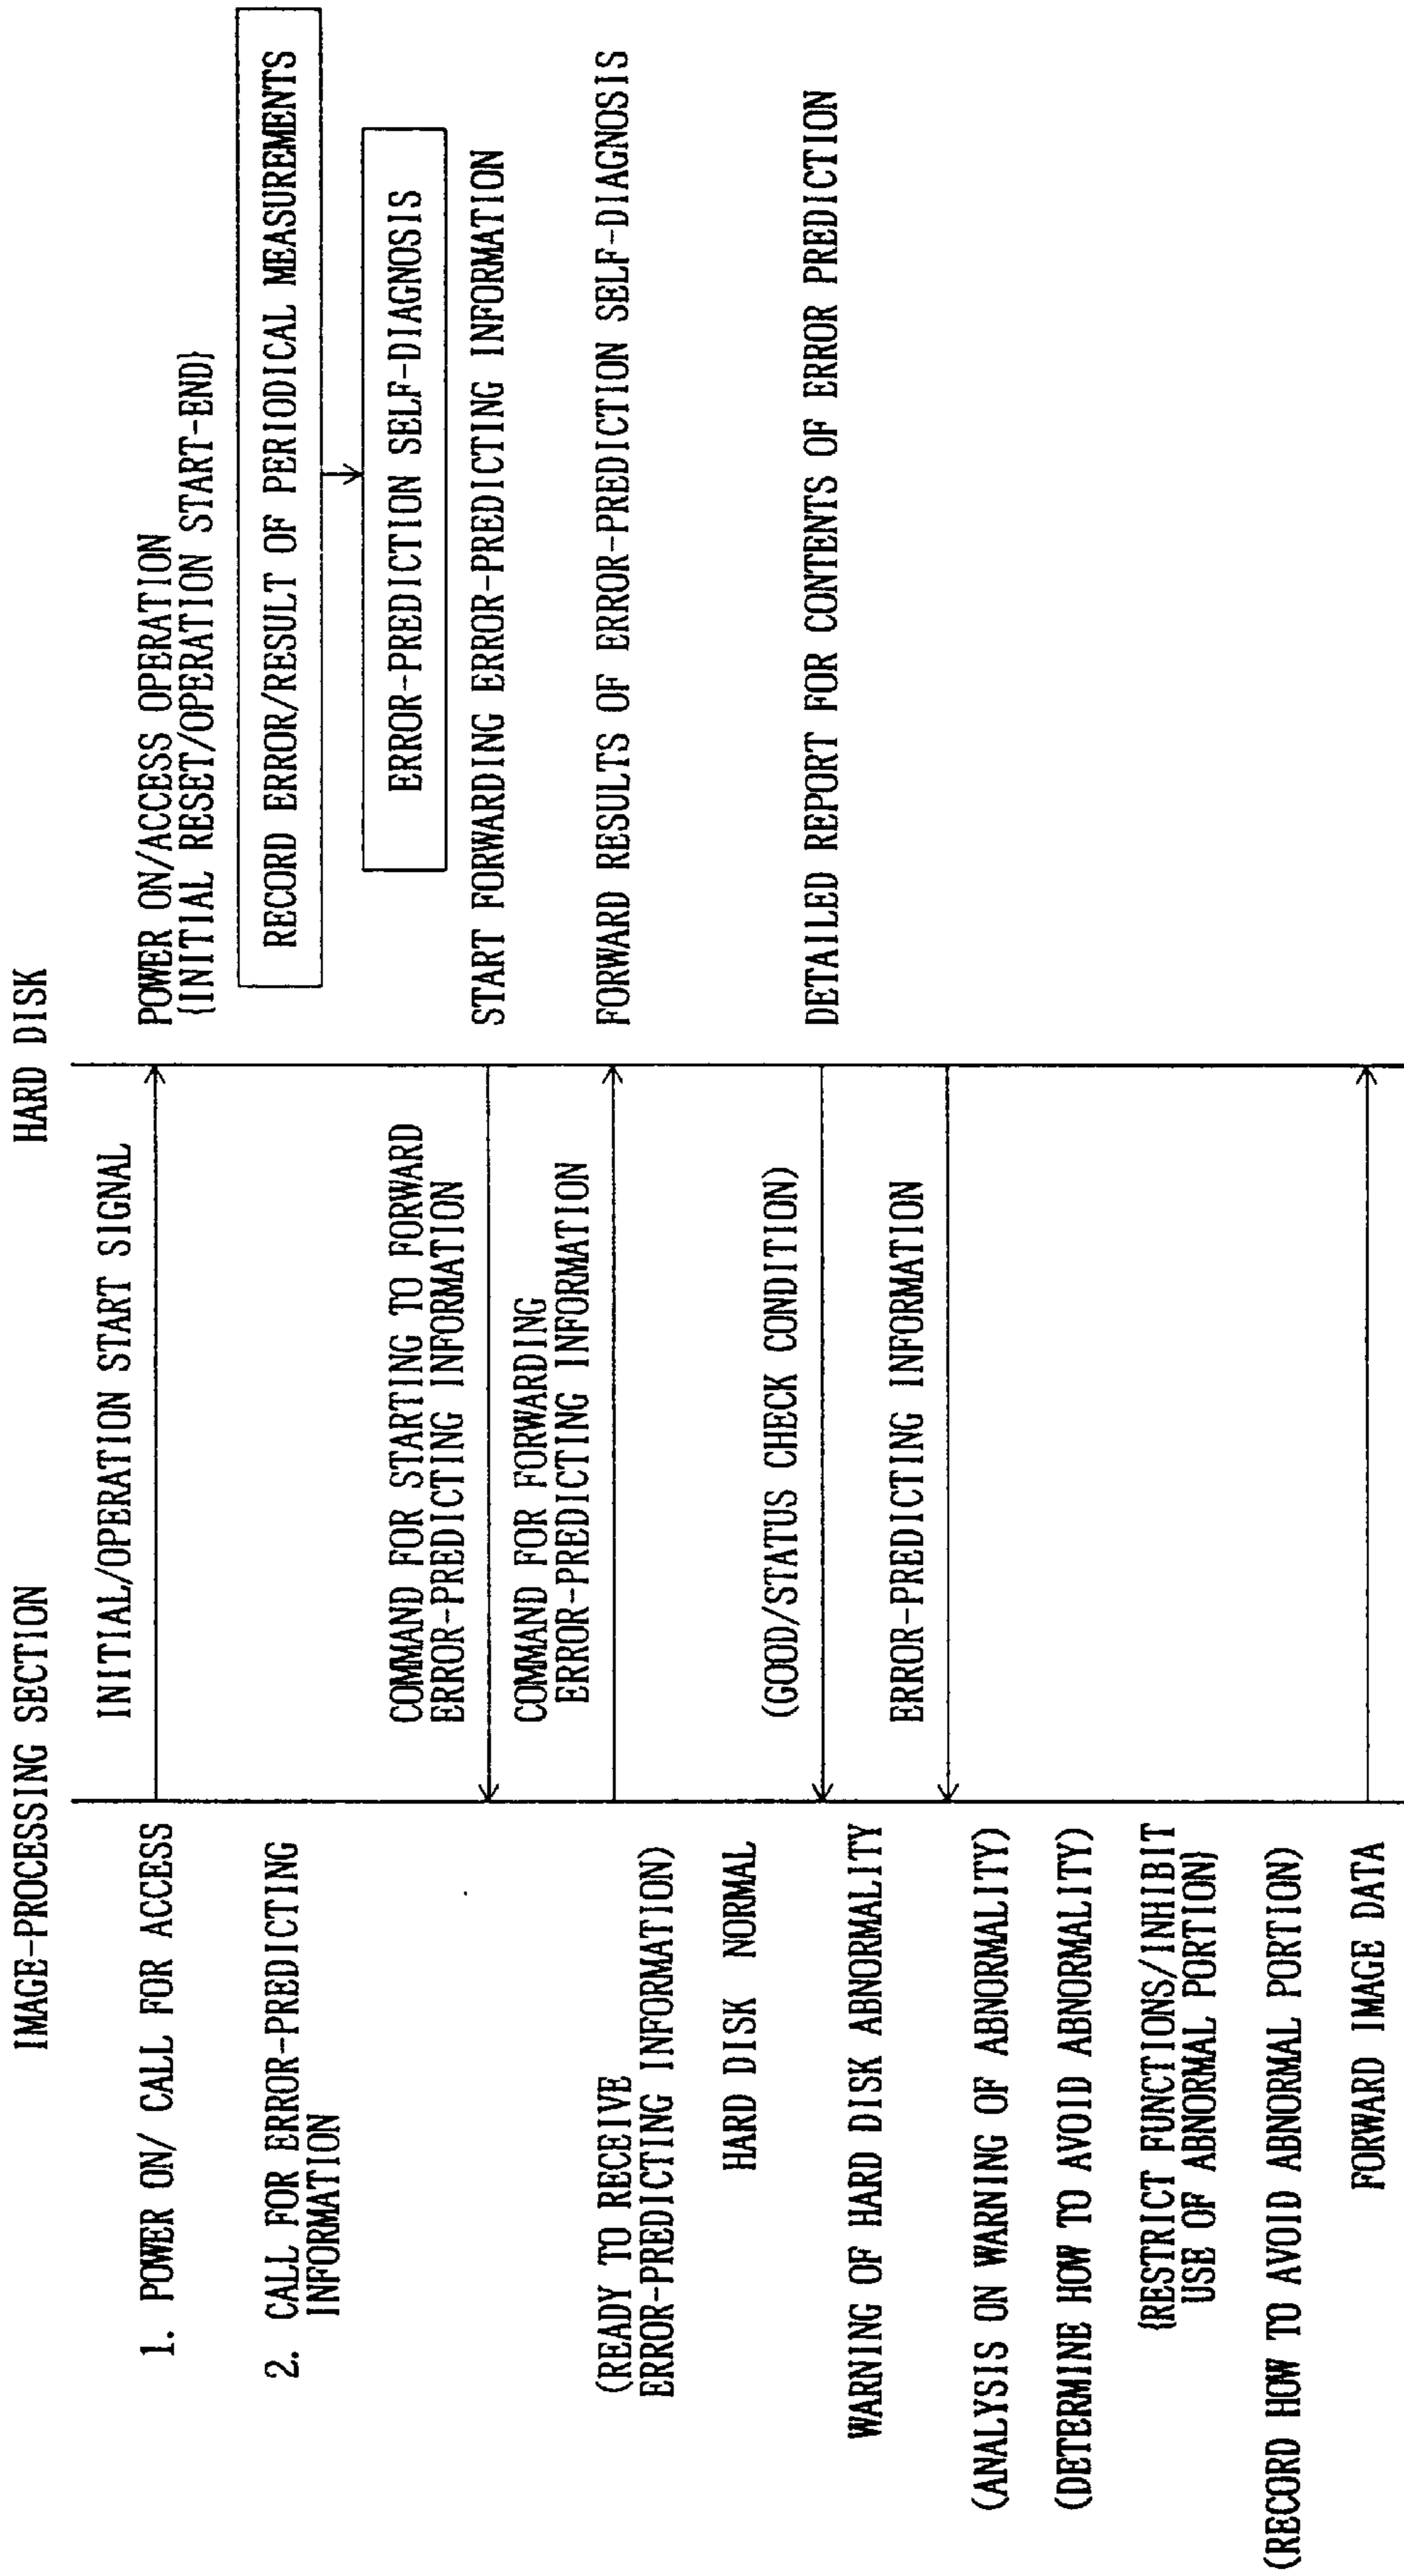 IMAGE-PROCESSING SECTION
HARD DISK
INITIAL/OPERATION START SIGNAL
1. POWER ON/ CALL FOR ACCESS
POWER ON/ACCESS OPERATION
{INITIAL RESET/OPERATION START-END}
2. CALL FOR ERROR-PREDICTING
INFORMATION
RECORD ERROR/RESULT OF PERIODICAL MEASUREMENTS
ERROR-PREDICTION SELF-DIAGNOSIS
COMMAND FOR STARTING TO FORWARD
ERROR-PREDICTING INFORMATION
START FORWARDING ERROR-PREDICTING INFORMATION
COMMAND FOR FORWARDING
ERROR-PREDICTING INFORMATION
(READY TO RECEIVE
ERROR-PREDICTING INFORMATION)
FORWARD RESULTS OF ERROR-PREDICTION SELF-DIAGNOSIS
HARD DISK NORMAL
(GOOD/STATUS CHECK CONDITION)
DETAILED REPORT FOR CONTENTS OF ERROR PREDICTION
WARNING OF HARD DISK ABNORMALITY
ERROR-PREDICTING INFORMATION
(ANALYSIS ON WARNING OF ABNORMALITY)
(DETERMINE HOW TO AVOID ABNORMALITY)
{RESTRICT FUNCTIONS/INHIBIT
USE OF ABNORMAL PORTION}
(RECORD HOW TO AVOID ABNORMAL PORTION)
FORWARD IMAGE DATA